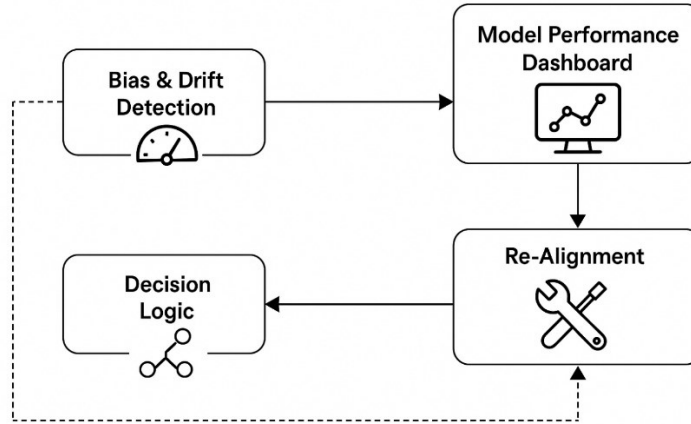 Bias & Drift
Detection
Model Performance
Dashboard
Decision
Logic
Re-Alignment